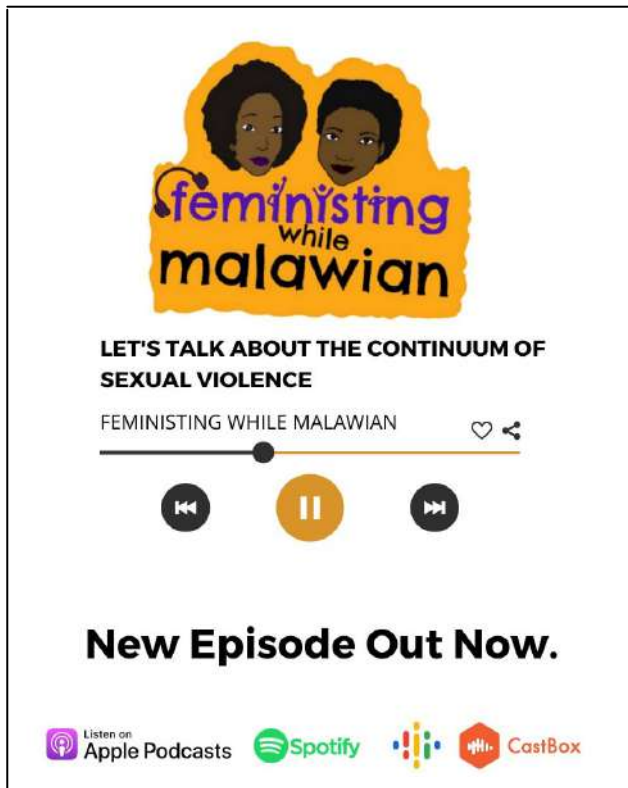 feministing
while
malawian
LET'S TALK ABOUT THE CONTINUUM OF
SEXUAL VIOLENCE
FEMINISTING WHILE MALAWIAN
New Episode Out Now.
Listen on
Apple Podcasts
Spotify
CastBox